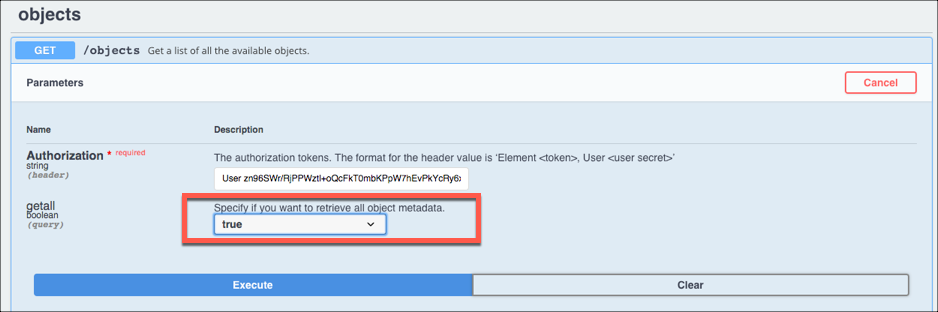 objects
GET /objects Get a list of all the available objects.
Parameters Cancel
Name Description
Authorization * required
string
(header)
The authorization tokens. The format for the header value is 'Element <token>, User <user secret>'
User zn96SWr/RjPPWztl+oQcFkT0mbKPpW7hEvPkYcRy6x
getall
boolean
(query)
Specify if you want to retrieve all object metadata.
true
Execute Clear